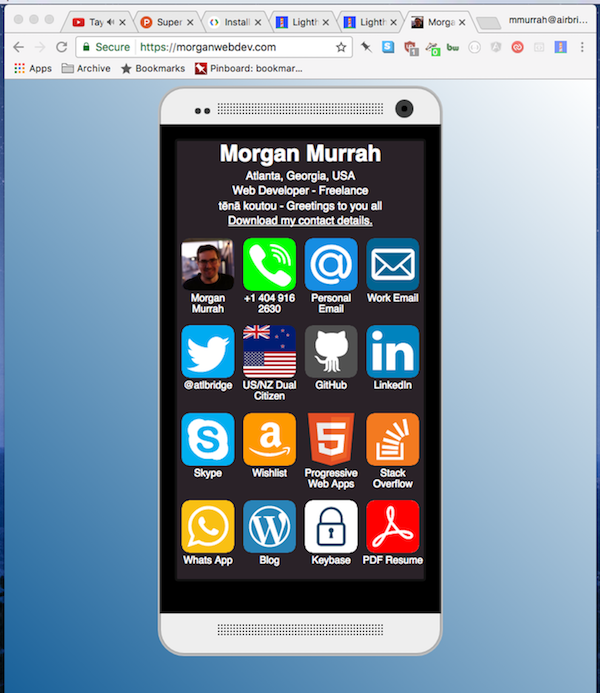 Tay
Super
Install
Lighth
Lighth
Morga
mmurrah@airbri...
Secure
https://morganwebdev.com
1
0
bw
Apps
Archive
Bookmarks
Pinboard: bookmar...
Morgan Murrah
Atlanta, Georgia, USA
Web Developer - Freelance
tēnā koutou - Greetings to you all
Download my contact details.
Morgan
Murrah
+1 404 916
2630
Personal
Email
Work Email
@atlbridge
US/NZ Dual
Citizen
GitHub
LinkedIn
Skype
Wishlist
Progressive
Web Apps
Stack
Overflow
Whats App
Blog
Keybase
PDF Resume